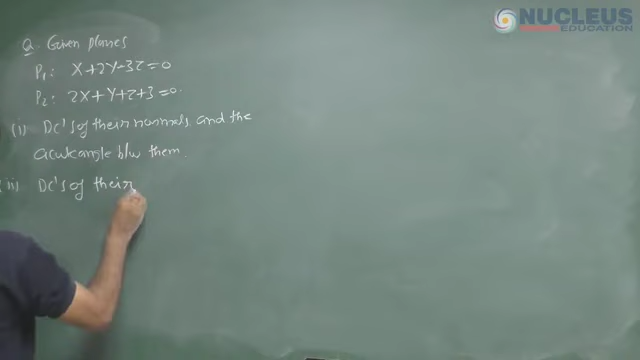 NUCLEUS
EDUCATION
Q. Given planes
P1: X+2Y-3Z=0
P2: 2X+Y+Z+3=0.
(i) DC's of their normals and the
acute angle b/w them.
(ii) DC's of their